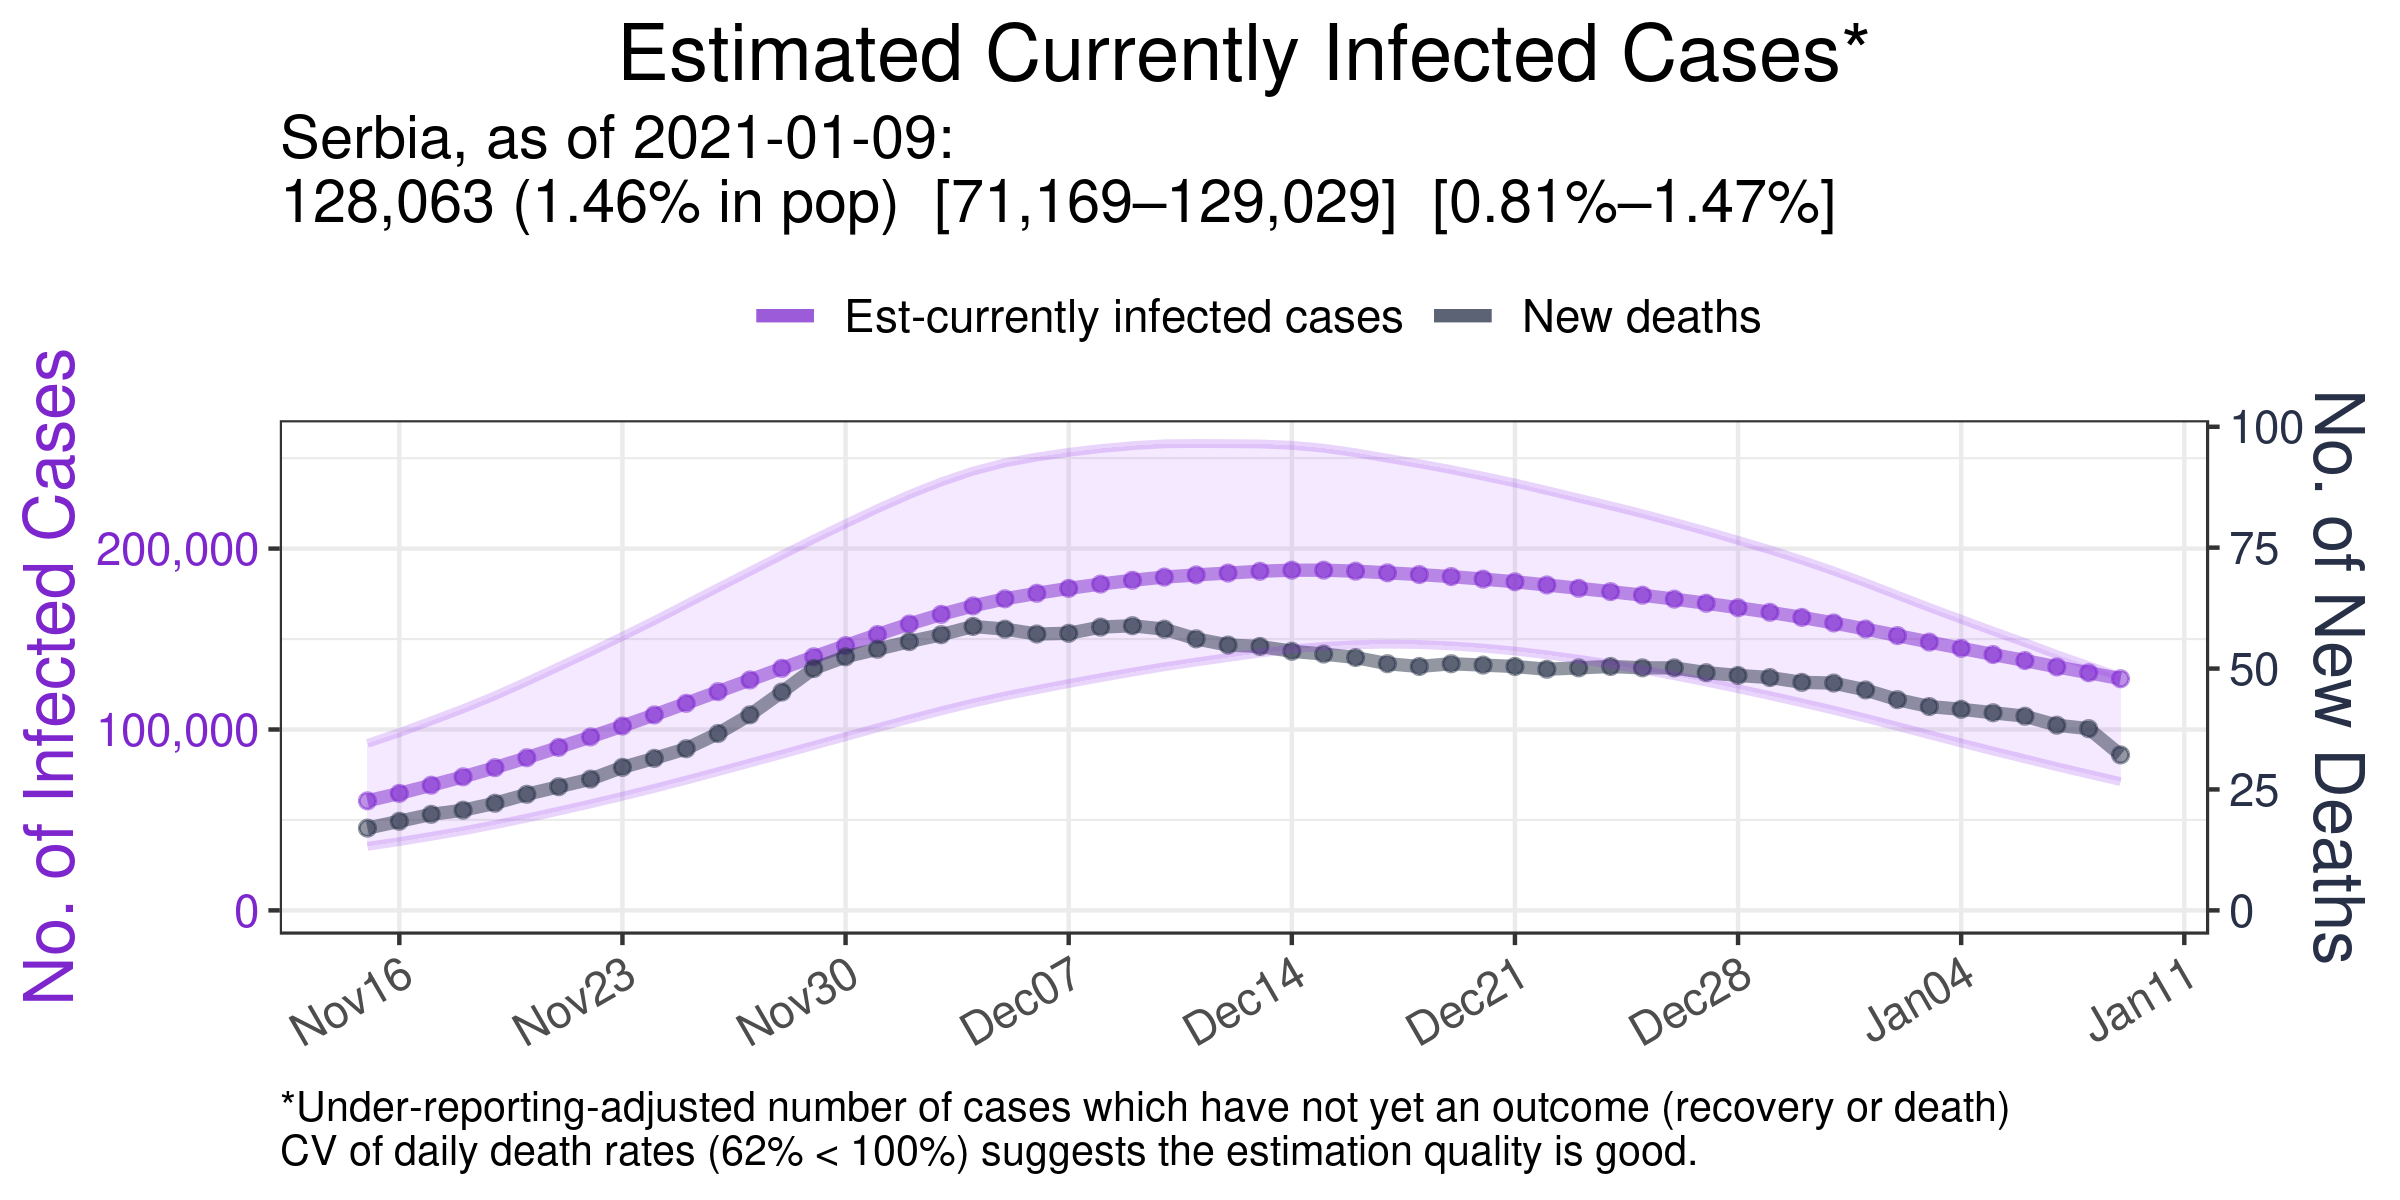 Estimated Currently Infected Cases*
Serbia, as of 2021-01-09:
128,063 (1.46% in pop)  [71,169–129,029]  [0.81%–1.47%]
Est-currently infected cases
New deaths
No. of Infected Cases
200,000
100,000
0
100
75
50
25
0
No. of New Deaths
Nov16
Nov23
Nov30
Dec07
Dec14
Dec21
Dec28
Jan04
Jan11
*Under-reporting-adjusted number of cases which have not yet an outcome (recovery or death)
CV of daily death rates (62% < 100%) suggests the estimation quality is good.